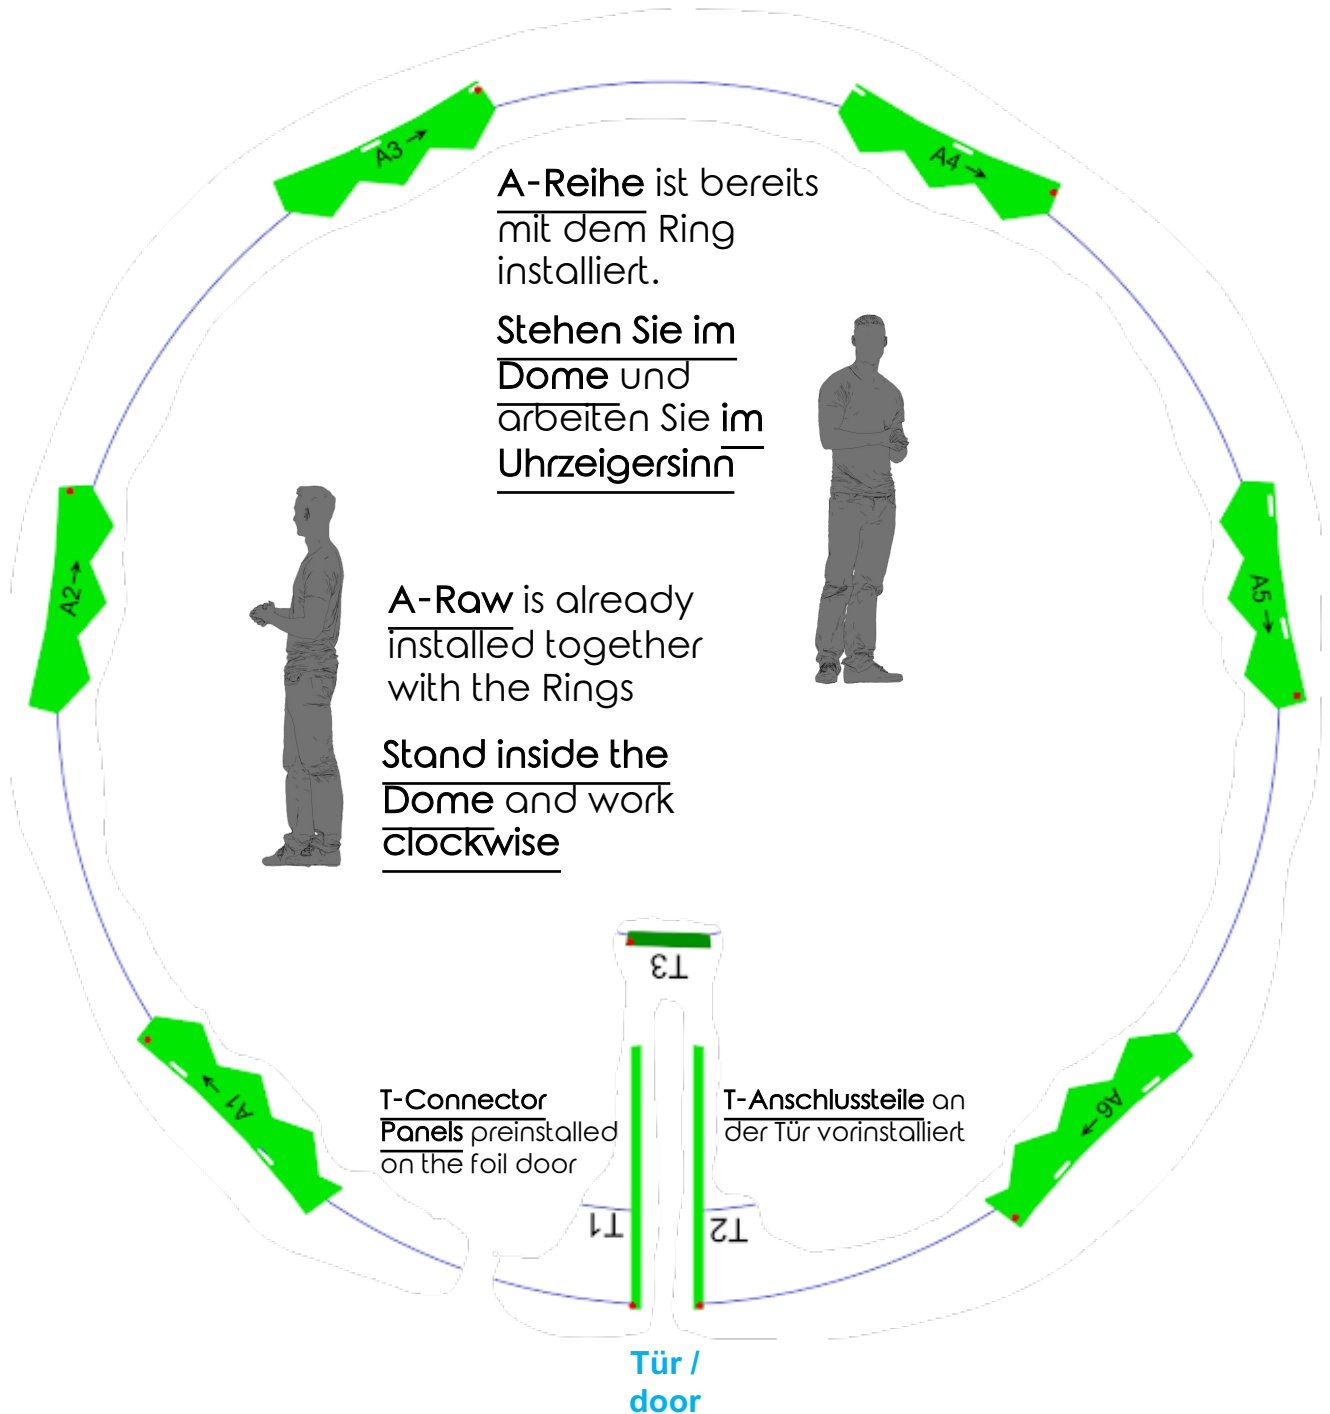 A3
A4
A-Reihe ist bereits
mit dem Ring
installiert.
Stehen Sie im
Dome und
arbeiten Sie im
Uhrzeigersinn
A2
A5
A-Raw is already
installed together
with the Rings
Stand inside the
Dome and work
clockwise
T3
A1
A6
T-Connector
Panels preinstalled
on the foil door
T-Anschlussteile an
der Tür vorinstalliert
T1
T2
Tür /
door